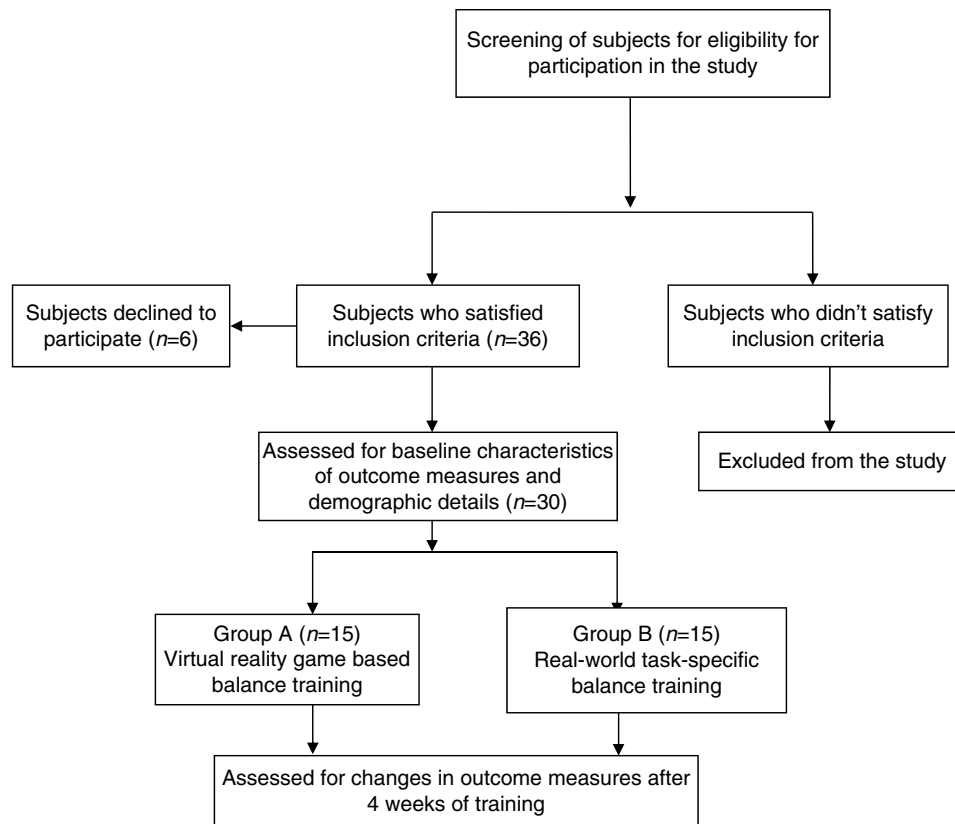 Screening of subjects for eligibility for
participation in the study
Subjects declined to
participate (n=6)
Subjects who satisfied
inclusion criteria (n=36)
Subjects who didn’t satisfy
inclusion criteria
Assessed for baseline characteristics
of outcome measures and
demographic details (n=30)
Excluded from the study
Group A (n=15)
Virtual reality game based
balance training
Group B (n=15)
Real-world task-specific
balance training
Assessed for changes in outcome measures after
4 weeks of training